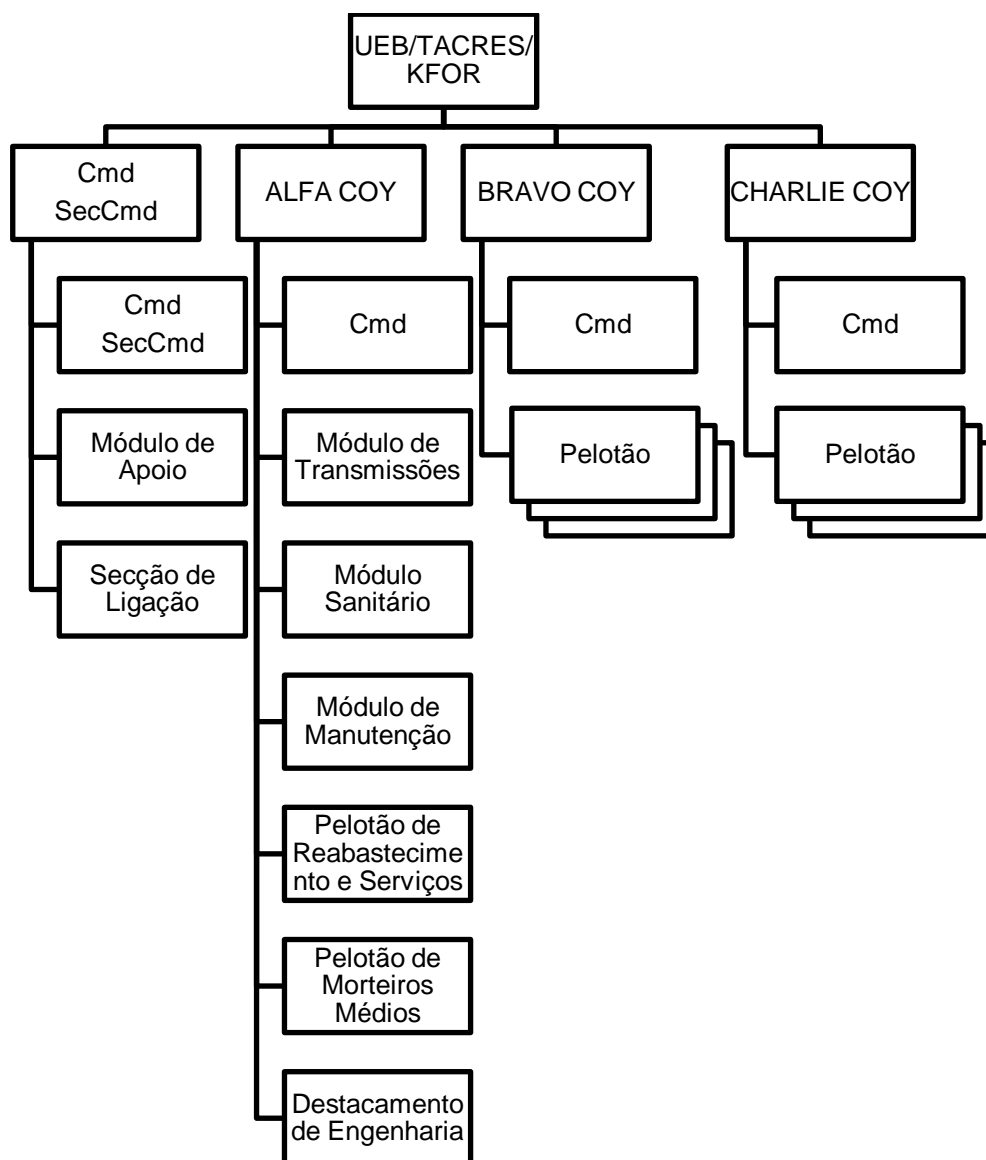 UEB/TACRES/
KFOR
Cmd
SecCmd
ALFA COY
BRAVO COY
CHARLIE COY
Cmd
SecCmd
Cmd
Cmd
Cmd
Módulo de
Apoio
Módulo de
Transmissões
Pelotão
Pelotão
Secção de
Ligação
Módulo
Sanitário
Módulo de
Manutenção
Pelotão de
Reabastecime
nto e Serviços
Pelotão de
Morteiros
Médios
Destacamento
de Engenharia